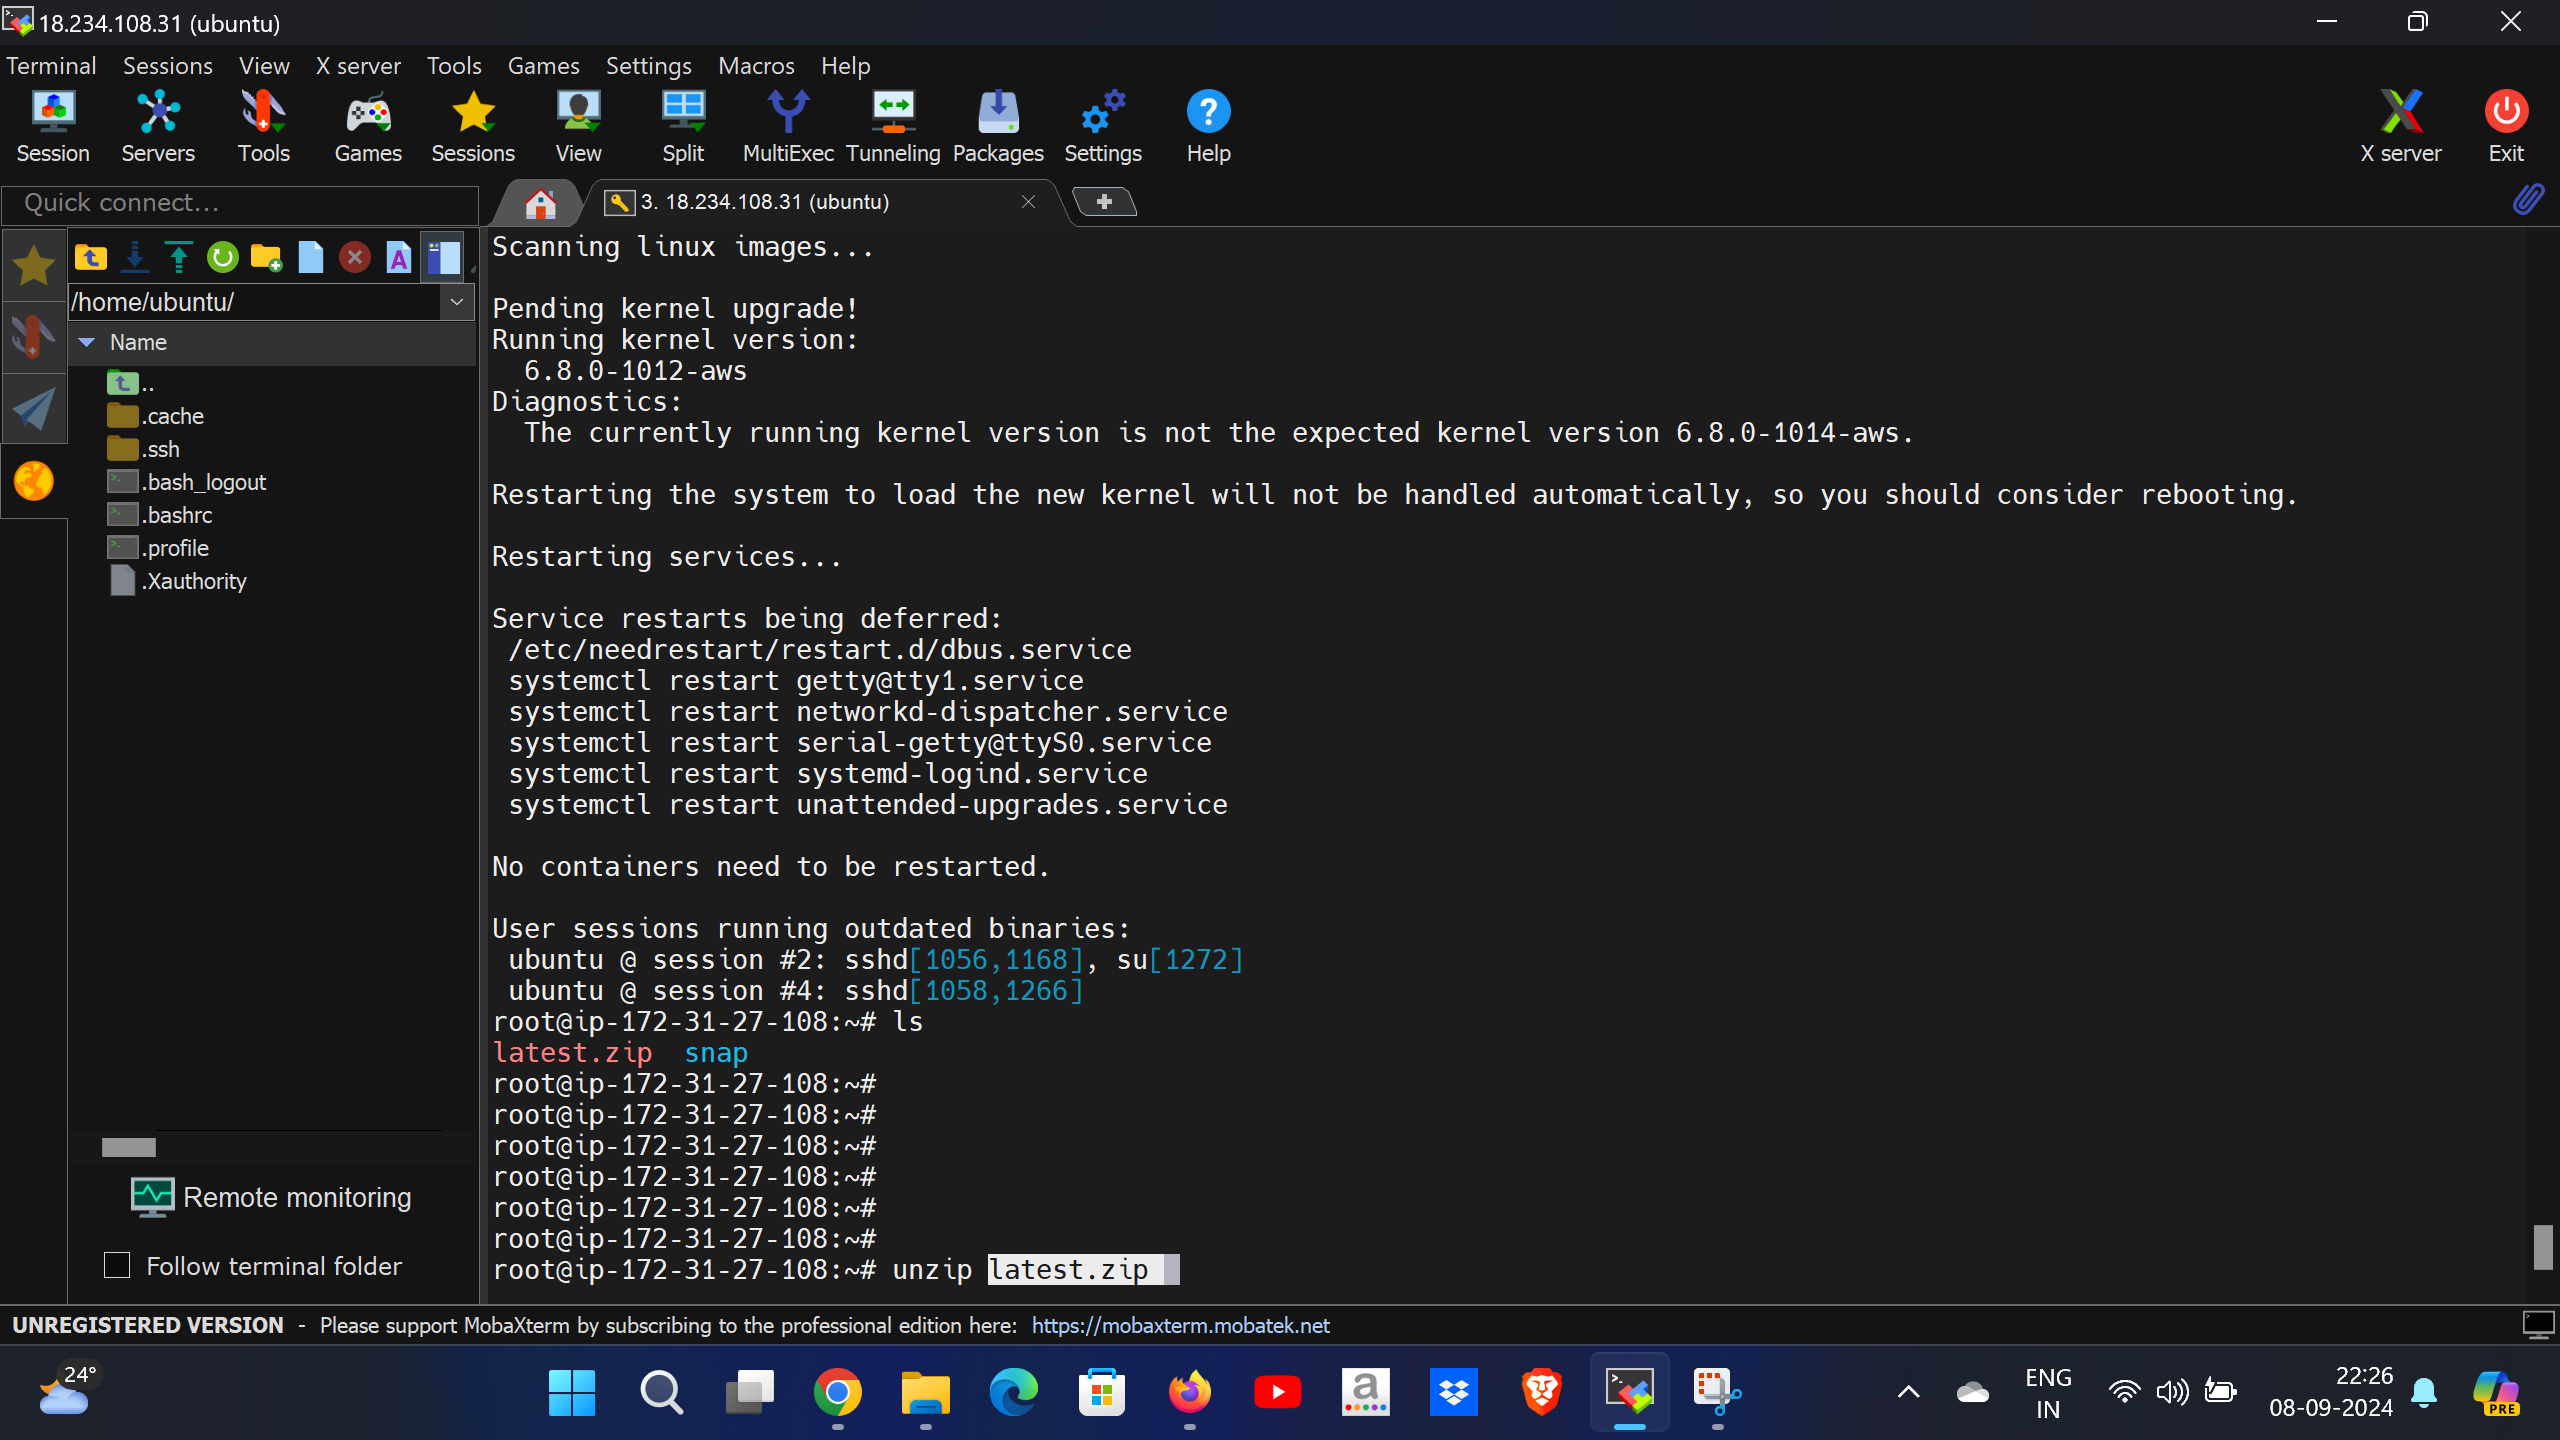 18.234.108.31 (ubuntu)
Terminal Sessions View X server Tools Games Settings Macros Help
Session Servers Tools Games Sessions View Split MultiExec Tunneling Packages Settings Help X server Exit
Quick connect...
3. 18.234.108.31 (ubuntu)
/home/ubuntu/
Name
..
.cache
.ssh
.bash_logout
.bashrc
.profile
.Xauthority
Remote monitoring
Follow terminal folder
Scanning linux images...
Pending kernel upgrade!
Running kernel version:
6.8.0-1012-aws
Diagnostics:
The currently running kernel version is not the expected kernel version 6.8.0-1014-aws.
Restarting the system to load the new kernel will not be handled automatically, so you should consider rebooting.
Restarting services...
Service restarts being deferred:
/etc/needrestart/restart.d/dbus.service
systemctl restart getty@tty1.service
systemctl restart networkd-dispatcher.service
systemctl restart serial-getty@ttyS0.service
systemctl restart systemd-logind.service
systemctl restart unattended-upgrades.service
No containers need to be restarted.
User sessions running outdated binaries:
ubuntu @ session #2: sshd[1056,1168], su[1272]
ubuntu @ session #4: sshd[1058,1266]
root@ip-172-31-27-108:~# ls
latest.zip snap
root@ip-172-31-27-108:~#
root@ip-172-31-27-108:~#
root@ip-172-31-27-108:~#
root@ip-172-31-27-108:~#
root@ip-172-31-27-108:~#
root@ip-172-31-27-108:~#
root@ip-172-31-27-108:~# unzip latest.zip
UNREGISTERED VERSION - Please support MobaXterm by subscribing to the professional edition here: https://mobaxterm.mobatek.net
24°
ENG
IN
22:26
08-09-2024
PRE